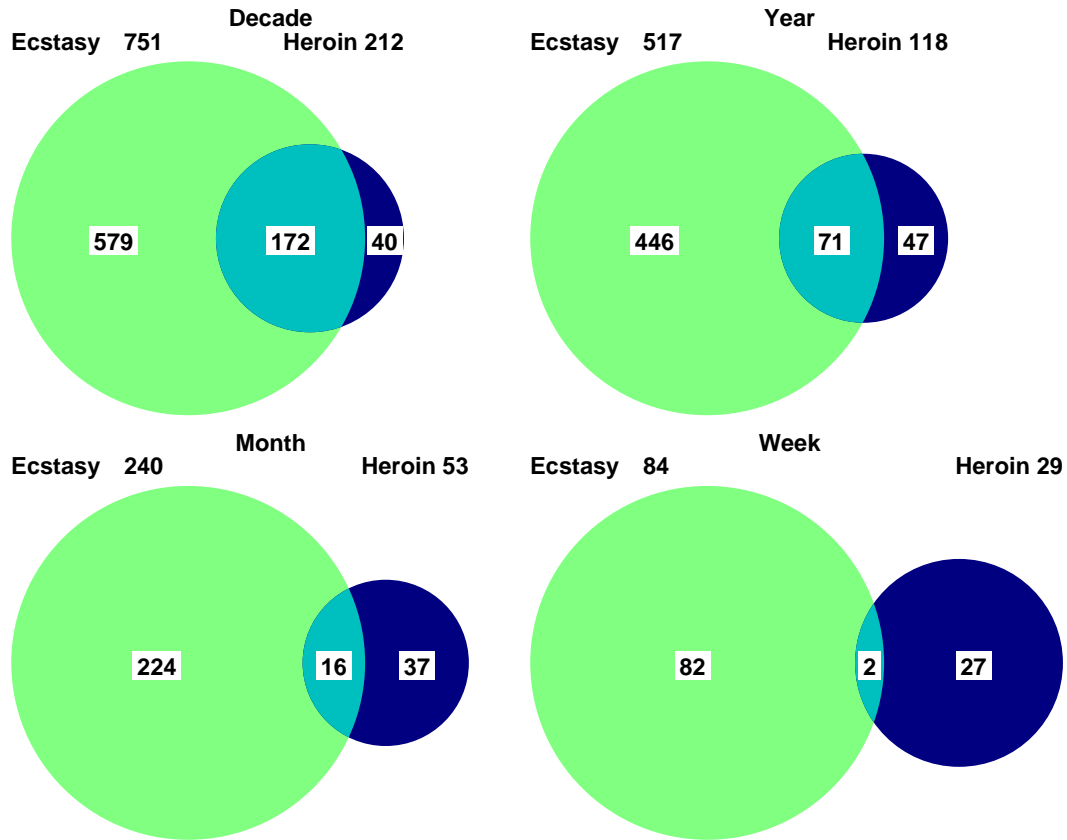 Decade
Ecstasy 751 Heroin 212
579 172 40
Year
Ecstasy 517 Heroin 118
446 71 47
Month
Ecstasy 240 Heroin 53
224 16 37
Week
Ecstasy 84 Heroin 29
82 2 27